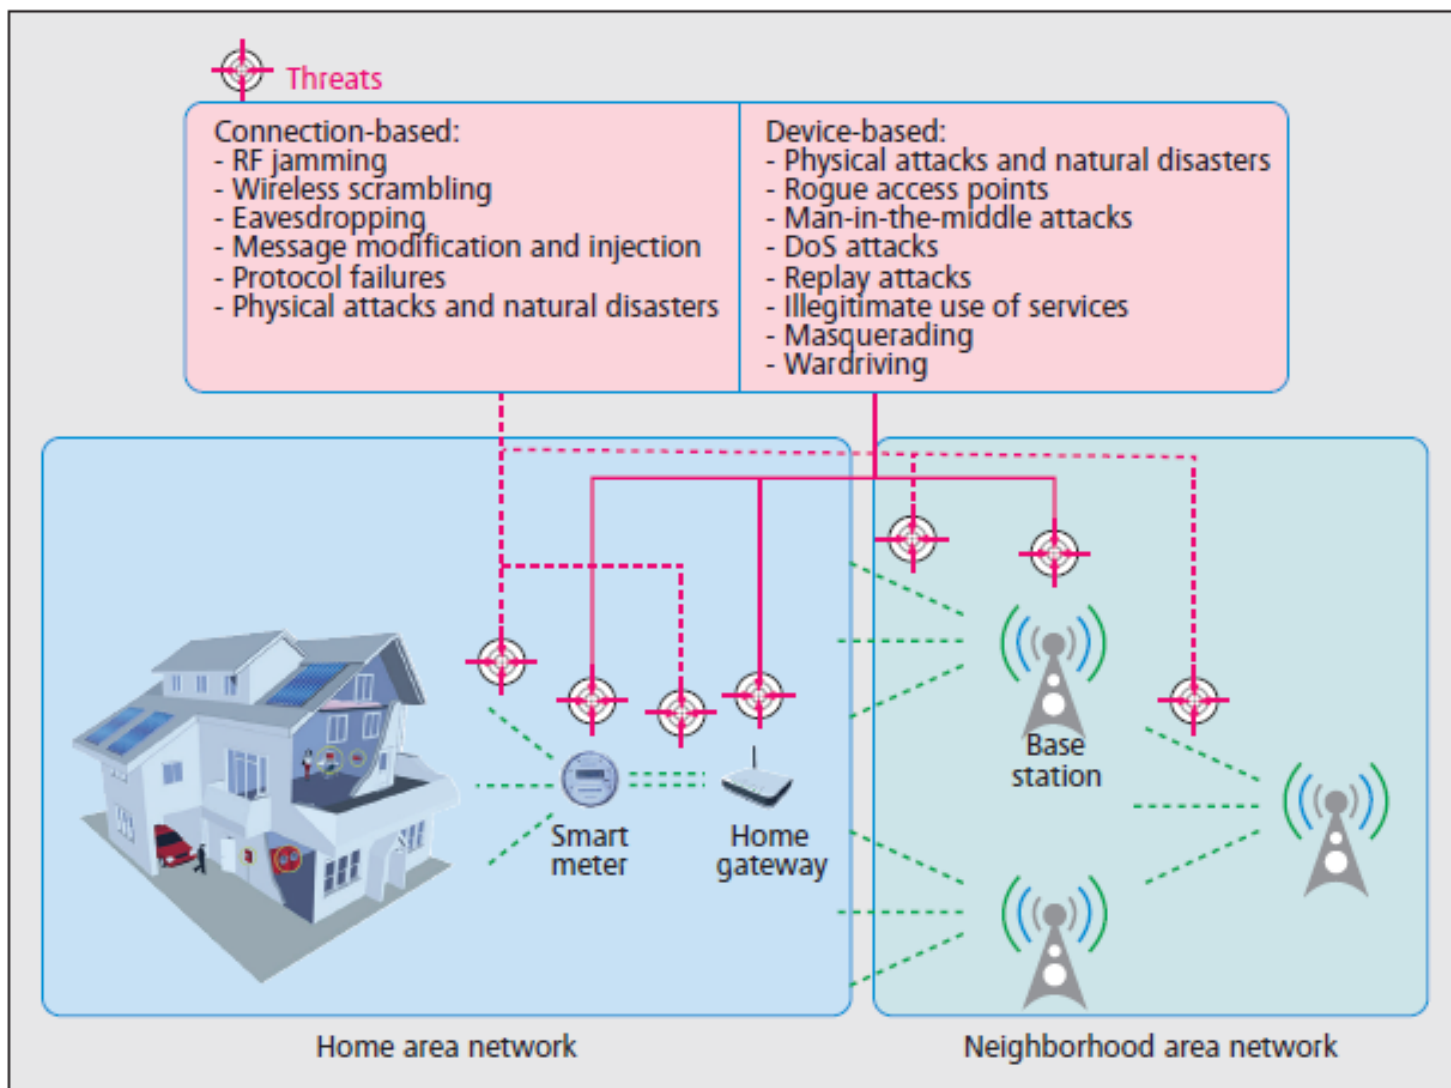 Threats
Connection-based:
- RF jamming
- Wireless scrambling
- Eavesdropping
- Message modification and injection
- Protocol failures
- Physical attacks and natural disasters
Device-based:
- Physical attacks and natural disasters
- Rogue access points
- Man-in-the-middle attacks
- DoS attacks
- Replay attacks
- Illegitimate use of services
- Masquerading
- Wardriving
Smart
meter
Home
gateway
Base
station
Home area network
Neighborhood area network